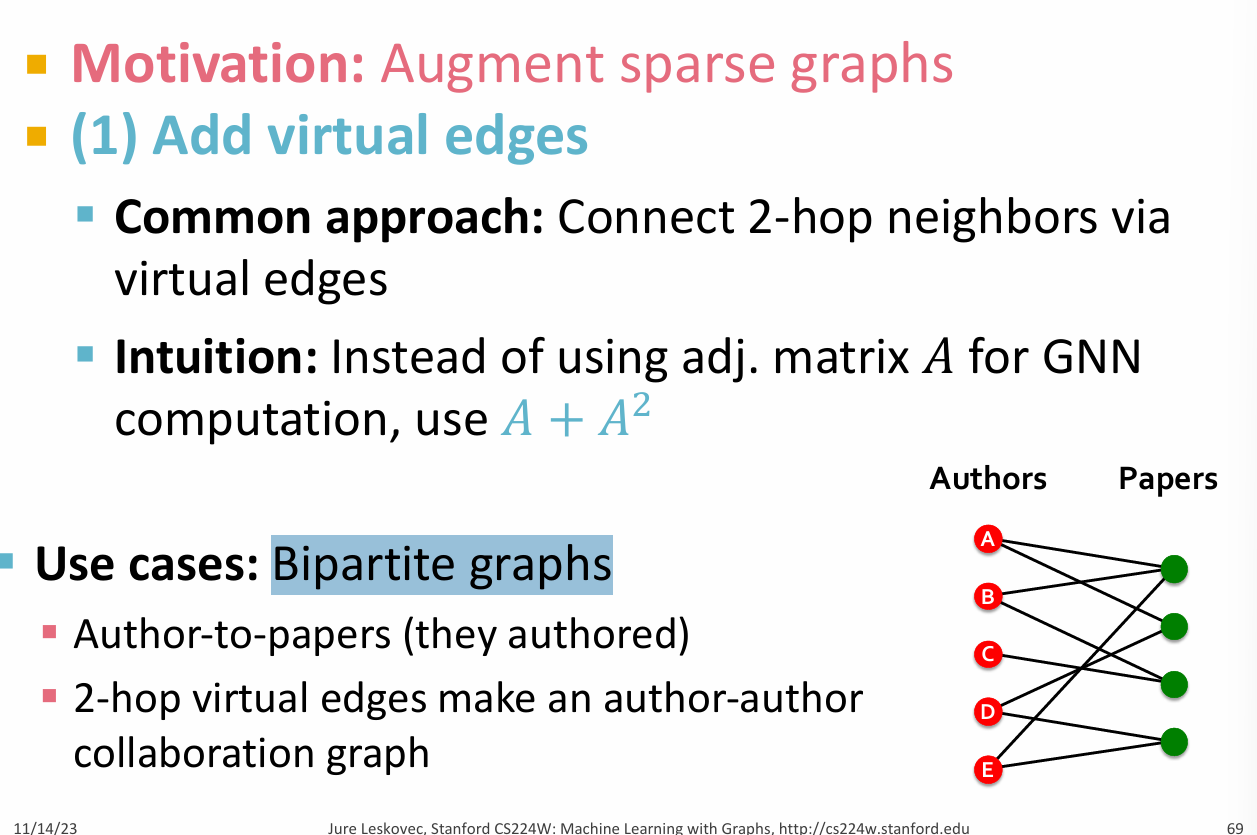 Motivation: Augment sparse graphs
(1) Add virtual edges
Common approach: Connect 2-hop neighbors via
virtual edges
Intuition: Instead of using adj. matrix 𝐴 for GNN
computation, use 𝐴 + 𝐴²
Authors Papers
Use cases: Bipartite graphs
Author-to-papers (they authored)
2-hop virtual edges make an author-author
collaboration graph
A
B
C
D
E
11/14/23 Jure Leskovec, Stanford CS224W: Machine Learning with Graphs, http://cs224w.stanford.edu 69